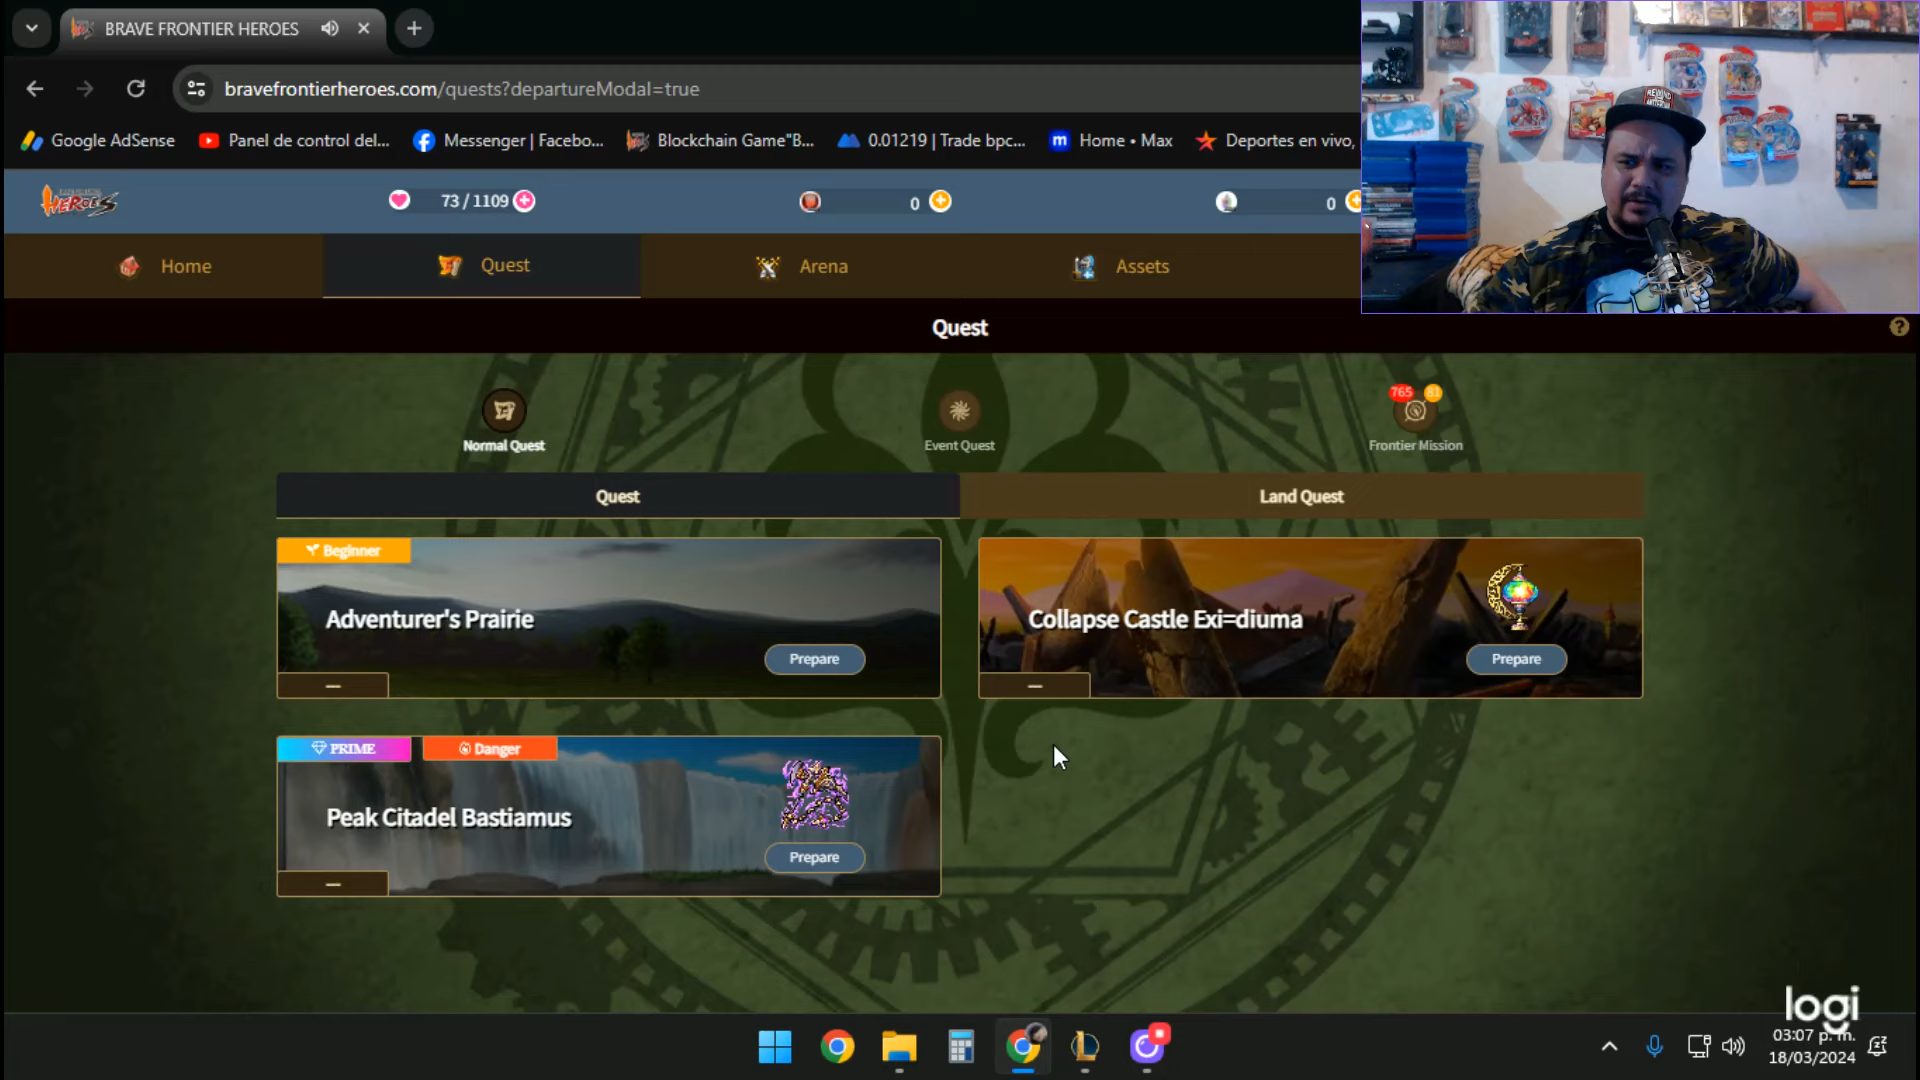 BRAVE FRONTIER HEROES
bravefrontierheroes.com/quests?departureModal=true
Google AdSense
Panel de control del...
Messenger | Facebo...
Blockchain Game"B...
0.01219 | Trade bpc...
Home • Max
Deportes en vivo,
HEROES
73 / 1109
0
0
Home
Quest
Arena
Assets
Quest
Normal Quest
Event Quest
765
81
Frontier Mission
Quest
Land Quest
Beginner
Adventurer's Prairie
Prepare
Collapse Castle Exi=diuma
Prepare
PRIME
Danger
Peak Citadel Bastiamus
Prepare
logi
03:07 p. m.
18/03/2024